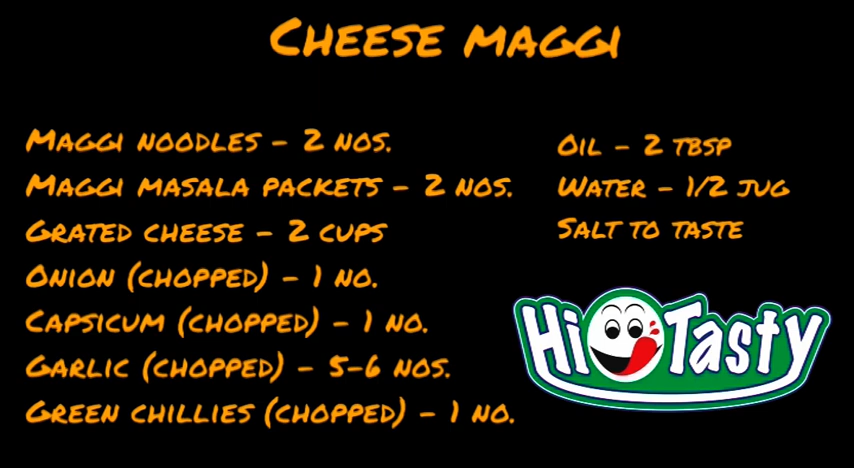 Cheese maggi
Maggi noodles - 2 nos.
Maggi masala packets - 2 nos.
Grated cheese - 2 cups
Onion (chopped) - 1 no.
Capsicum (chopped) - 1 no.
Garlic (chopped) - 5-6 nos.
Green chillies (chopped) - 1 no.
Oil - 2 tbsp
Water - 1/2 jug
Salt to taste
Hi Tasty